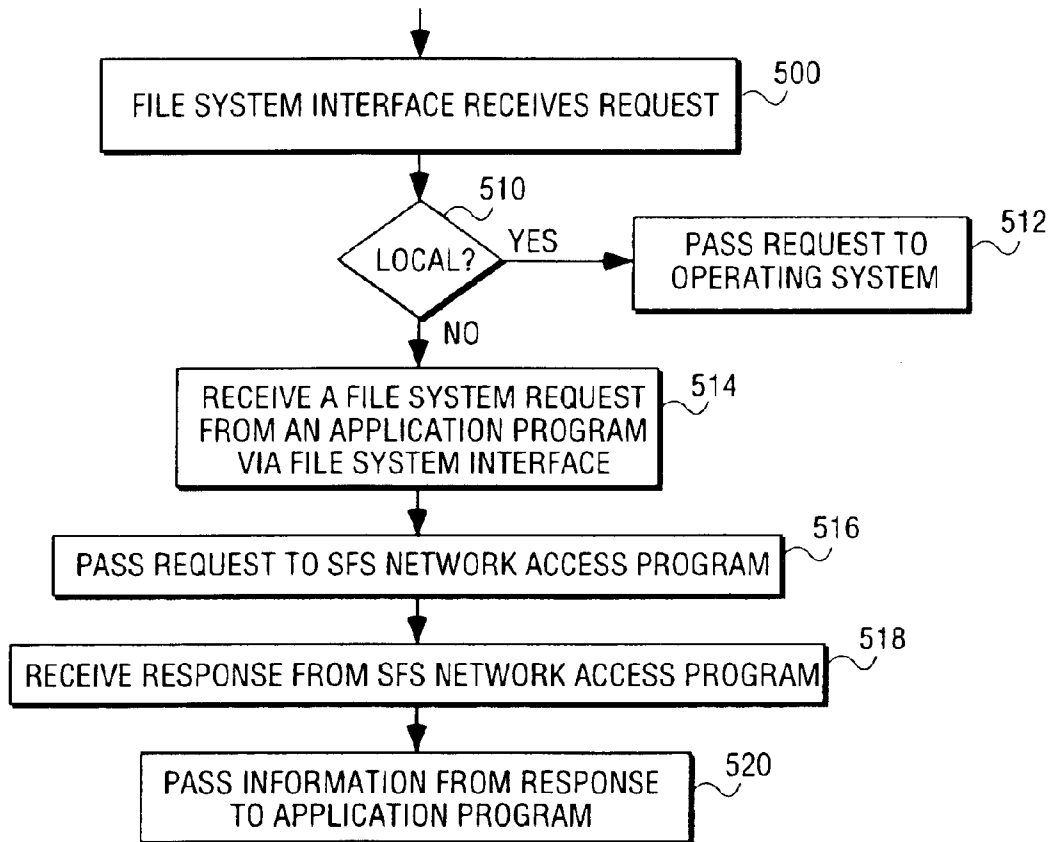 FILE SYSTEM INTERFACE RECEIVES REQUEST
500
510
LOCAL?
YES
PASS REQUEST TO
OPERATING SYSTEM
512
NO
RECEIVE A FILE SYSTEM REQUEST
FROM AN APPLICATION PROGRAM
VIA FILE SYSTEM INTERFACE
514
PASS REQUEST TO SFS NETWORK ACCESS PROGRAM
516
RECEIVE RESPONSE FROM SFS NETWORK ACCESS PROGRAM
518
PASS INFORMATION FROM RESPONSE
TO APPLICATION PROGRAM
520